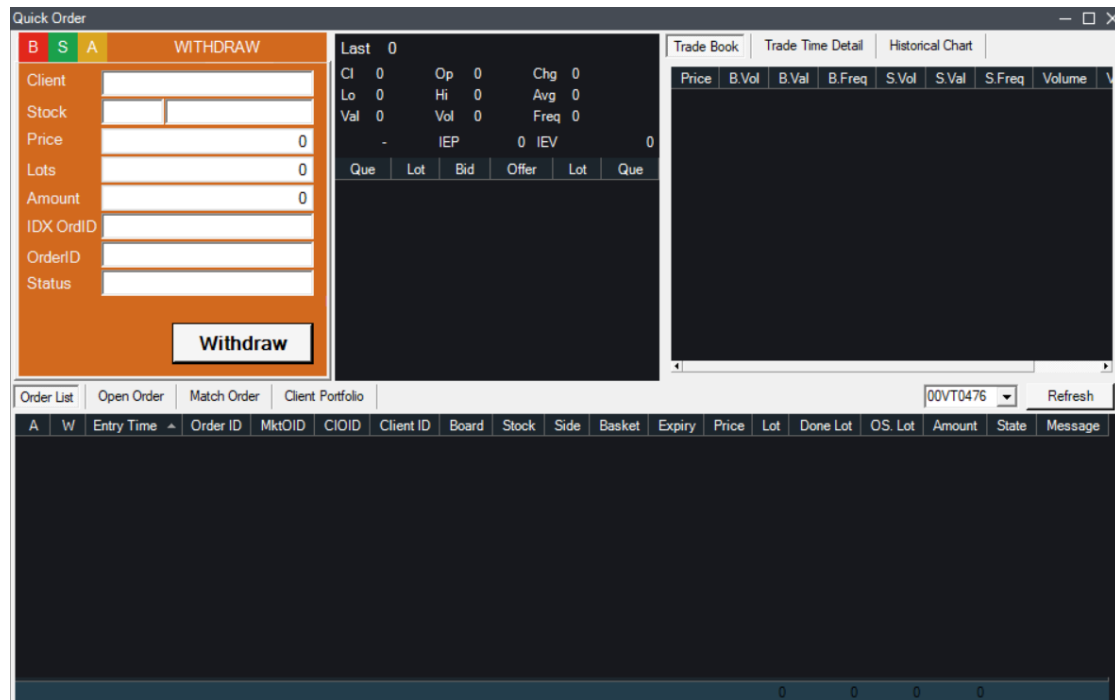 Quick Order
B S A WITHDRAW
Client
Stock
Price 0
Lots 0
Amount 0
IDX OrdID
OrderID
Status
Withdraw
Last 0
Cl 0 Op 0 Chg 0
Lo 0 Hi 0 Avg 0
Val 0 Vol 0 Freq 0
- IEP 0 IEV 0
Que Lot Bid Offer Lot Que
Trade Book Trade Time Detail Historical Chart
Price B.Vol B.Val B.Freq S.Vol S.Val S.Freq Volume
Order List Open Order Match Order Client Portfolio 00VT0476 Refresh
A W Entry Time Order ID MktOID ClOID Client ID Board Stock Side Basket Expiry Price Lot Done Lot OS. Lot Amount State Message
0 0 0 0